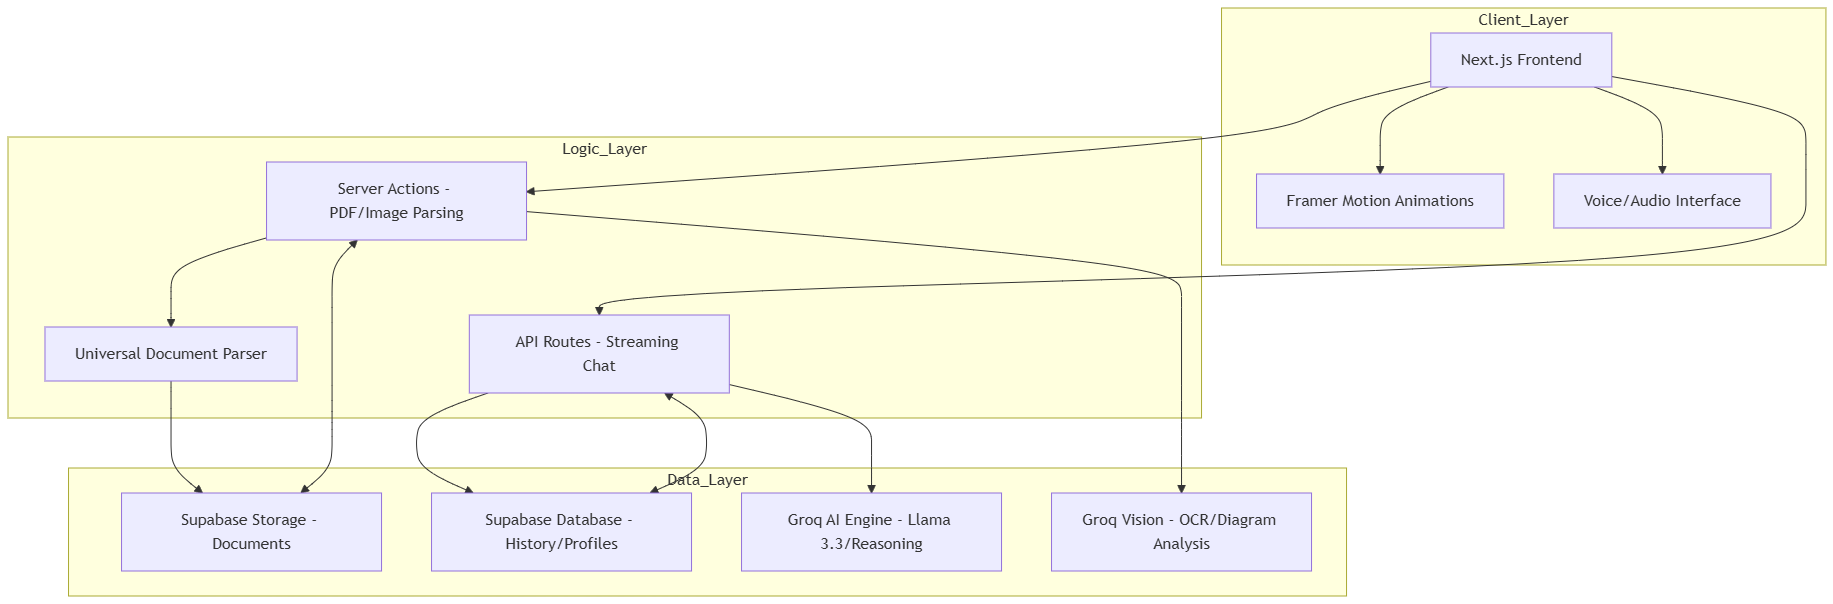 Client_Layer
Next.js Frontend
Framer Motion Animations
Voice/Audio Interface
Logic_Layer
Server Actions -
PDF/Image Parsing
Universal Document Parser
API Routes - Streaming
Chat
Data_Layer
Supabase Storage -
Documents
Supabase Database -
History/Profiles
Groq AI Engine - Llama
3.3/Reasoning
Groq Vision - OCR/Diagram
Analysis